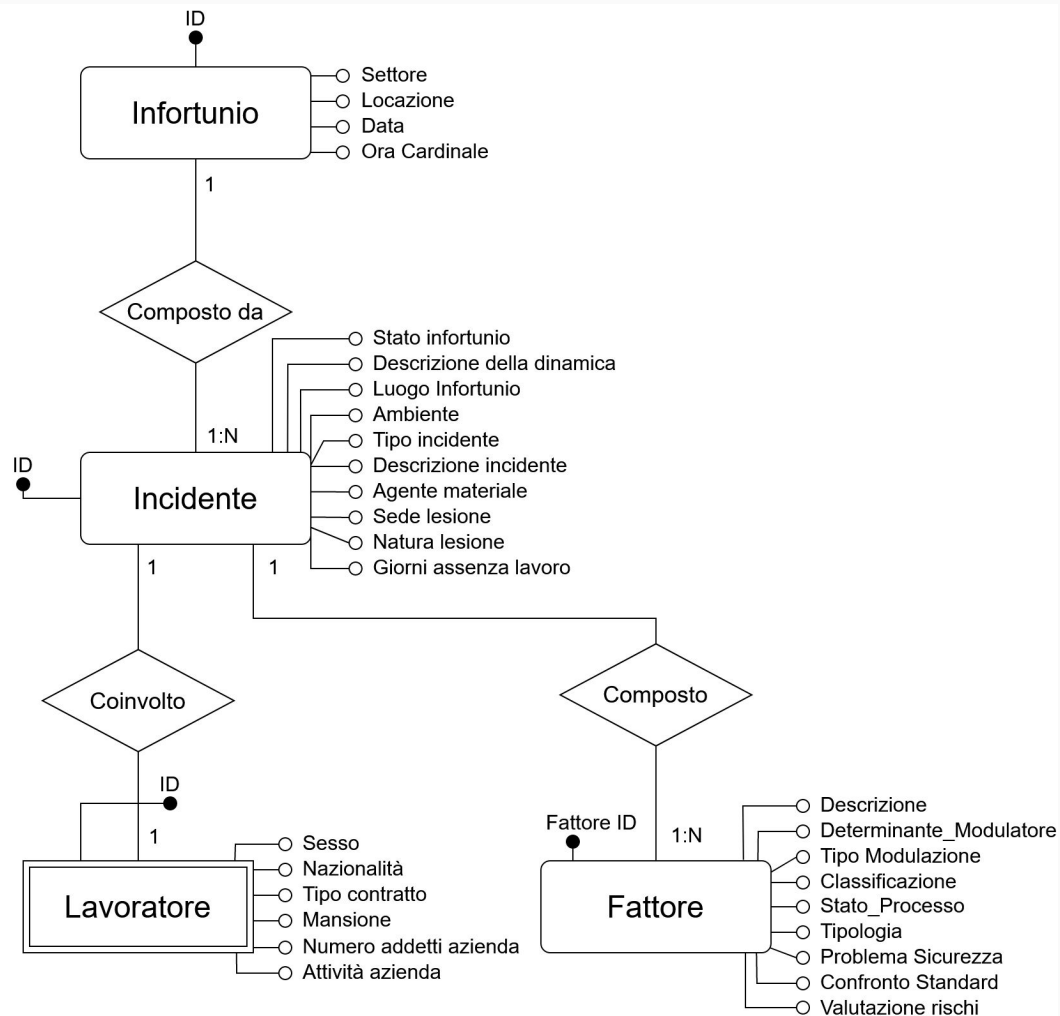 ID
Infortunio
Settore
Locazione
Data
Ora Cardinale
1
Composto da
1:N
Stato infortunio
Descrizione della dinamica
Luogo Infortunio
Ambiente
Tipo incidente
Descrizione incidente
Agente materiale
Sede lesione
Natura lesione
Giorni assenza lavoro
ID
Incidente
1
1
Coinvolto
Composto
ID
1
Lavoratore
Sesso
Nazionalità
Tipo contratto
Mansione
Numero addetti azienda
Attività azienda
Fattore ID
1:N
Fattore
Descrizione
Determinante_Modulatore
Tipo Modulazione
Classificazione
Stato_Processo
Tipologia
Problema Sicurezza
Confronto Standard
Valutazione rischi